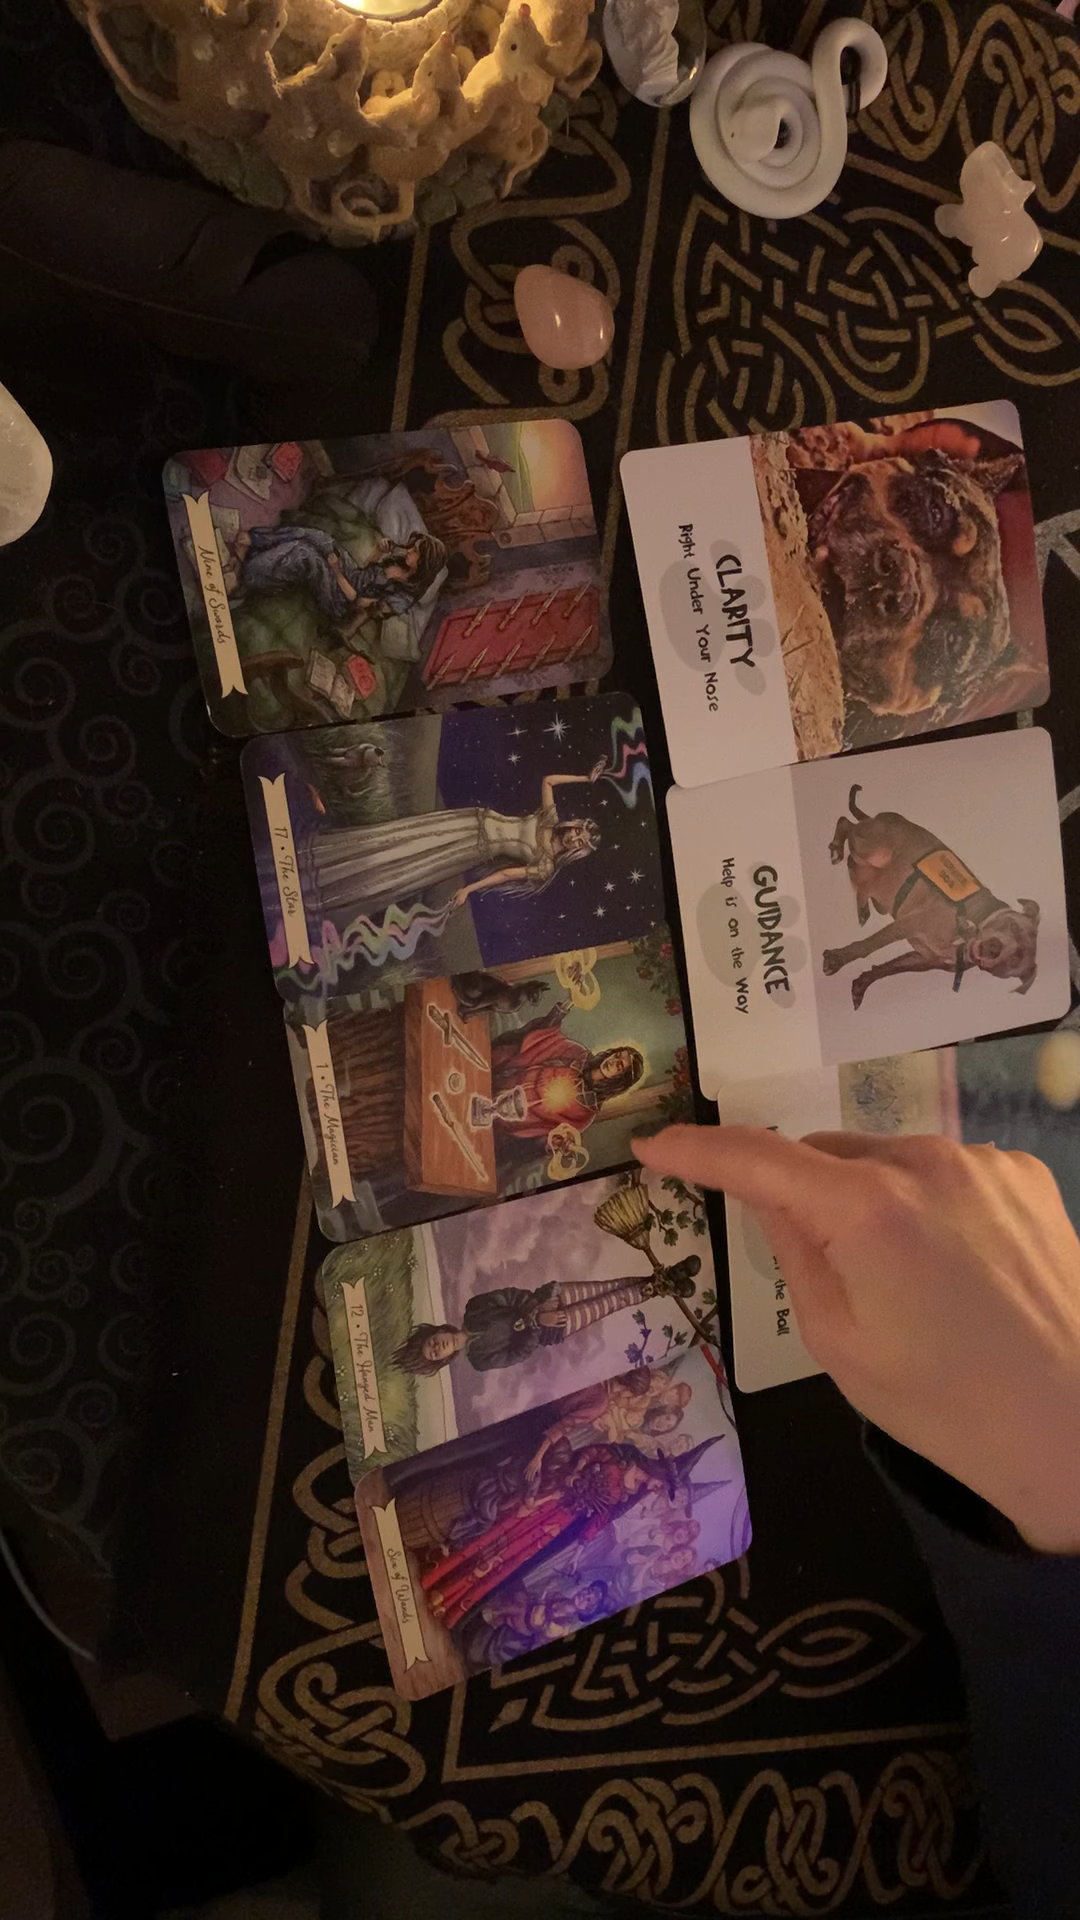 CLARITY
Right Under Your Nose
GUIDANCE
Help is on the Way
the Ball
Nine of Swords
17 • The Star
1 • The Magician
12 • The Hanged Man
Six of Wands